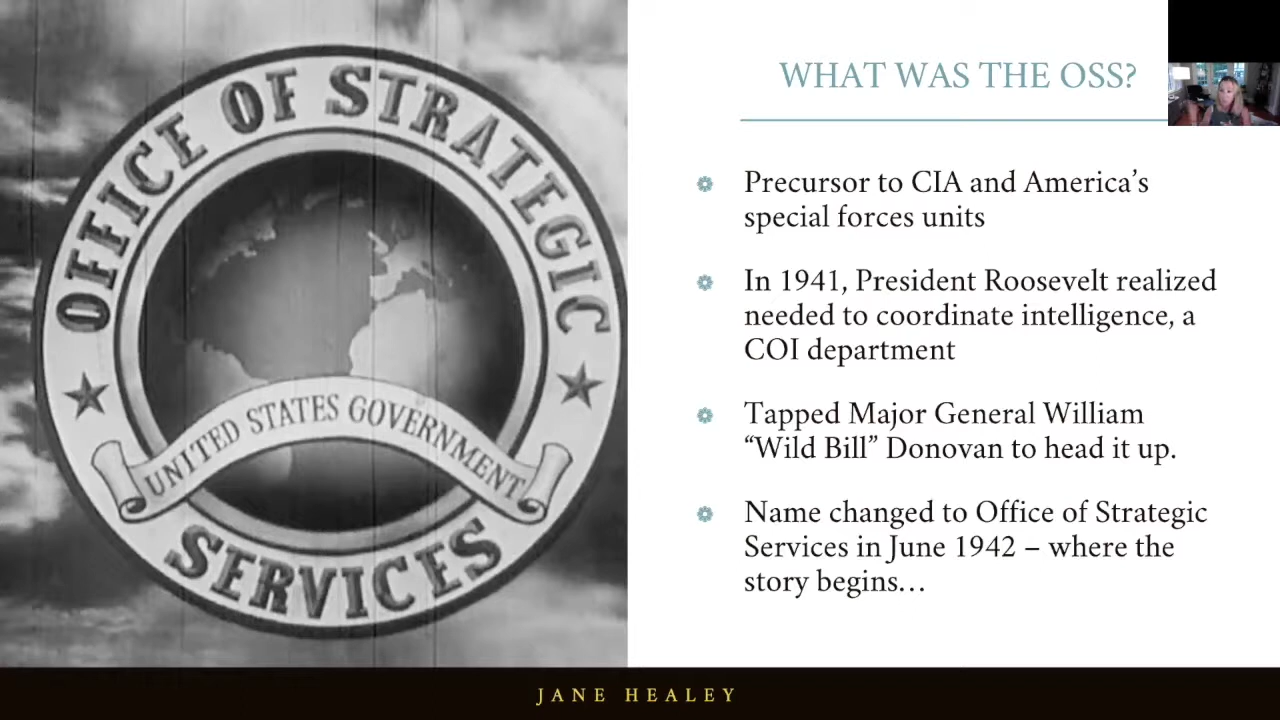 OFFICE OF STRATEGIC
UNITED STATES GOVERNMENT
SERVICES
WHAT WAS THE OSS?
Precursor to CIA and America’s
special forces units
In 1941, President Roosevelt realized
needed to coordinate intelligence, a
COI department
Tapped Major General William
“Wild Bill” Donovan to head it up.
Name changed to Office of Strategic
Services in June 1942 – where the
story begins…
JANE HEALEY